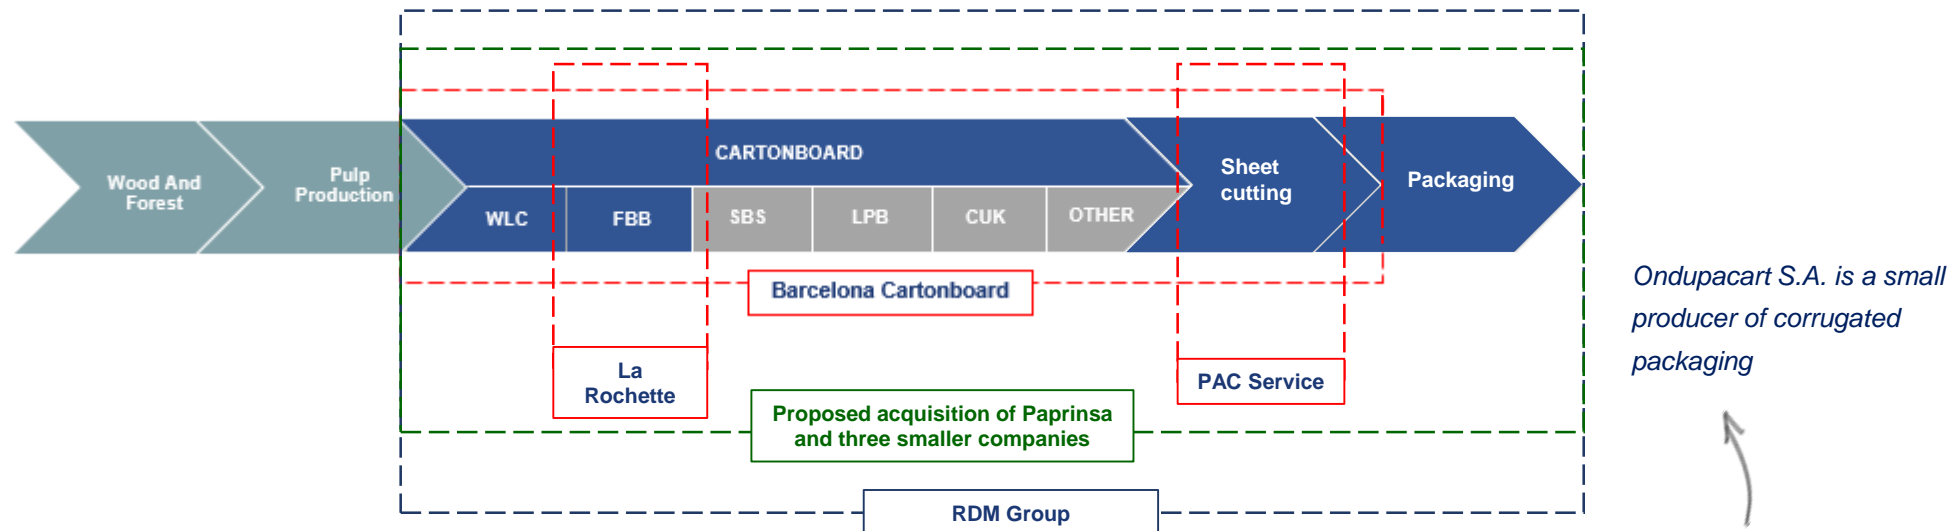 Wood And
Forest
Pulp
Production
CARTONBOARD
WLC
FBB
SBS
LPB
CUK
OTHER
Sheet
cutting
Packaging
Barcelona Cartonboard
La
Rochette
PAC Service
Proposed acquisition of Paprinsa
and three smaller companies
RDM Group
Ondupacart S.A. is a small
producer of corrugated
packaging